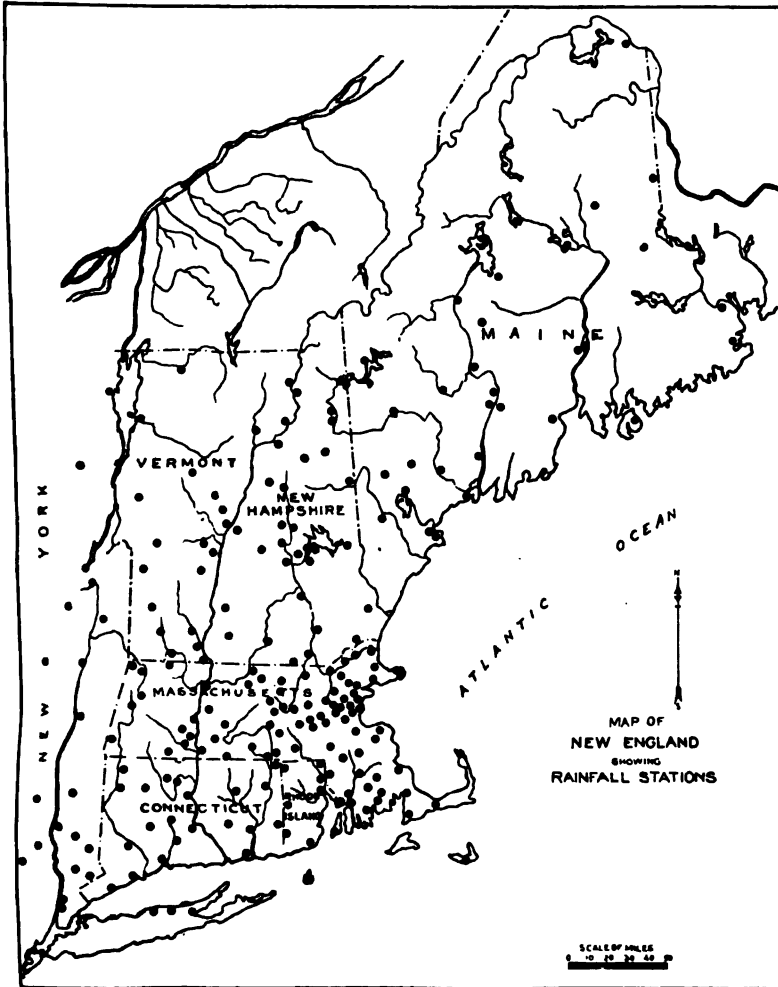 MAINE
VERMONT
NEW
HAMPSHIRE
NEW YORK
ATLANTIC OCEAN
MASSACHUSETTS
CONNECTICUT
RHODE
ISLAND
N
S
MAP OF
NEW ENGLAND
SHOWING
RAINFALL STATIONS
SCALE OF MILES
0 10 20 30 40 50